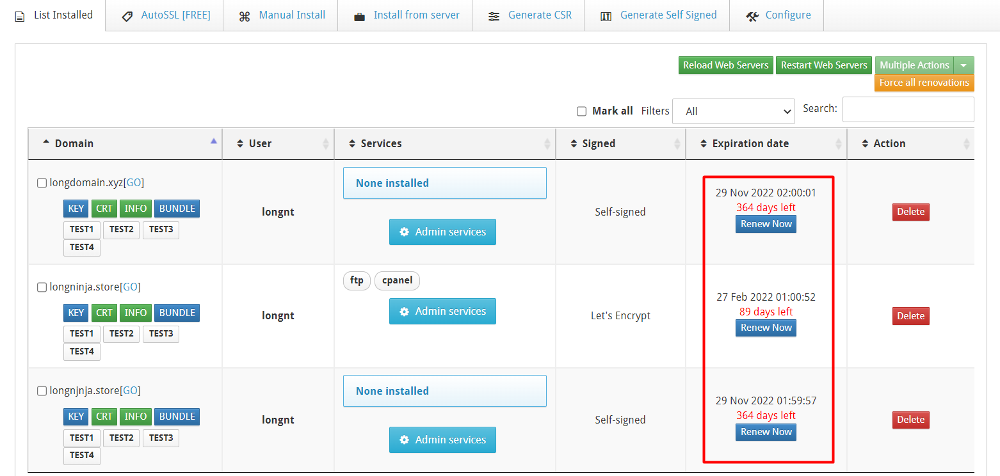 List Installed
AutoSSL [FREE]
Manual Install
Install from server
Generate CSR
Generate Self Signed
Configure
Reload Web Servers
Restart Web Servers
Multiple Actions
Force all renovations
Mark all
Filters
All
Search:
Domain
User
Services
Signed
Expiration date
Action
longdomain.xyz[GO]
KEY CRT INFO BUNDLE
TEST1 TEST2 TEST3
TEST4
longnt
None installed
Admin services
Self-signed
29 Nov 2022 02:00:01
364 days left
Renew Now
Delete
longninja.store[GO]
KEY CRT INFO BUNDLE
TEST1 TEST2 TEST3
TEST4
longnt
ftp cpanel
Admin services
Let's Encrypt
27 Feb 2022 01:00:52
89 days left
Renew Now
Delete
longnjnja.store[GO]
KEY CRT INFO BUNDLE
TEST1 TEST2 TEST3
TEST4
longnt
None installed
Admin services
Self-signed
29 Nov 2022 01:59:57
364 days left
Renew Now
Delete